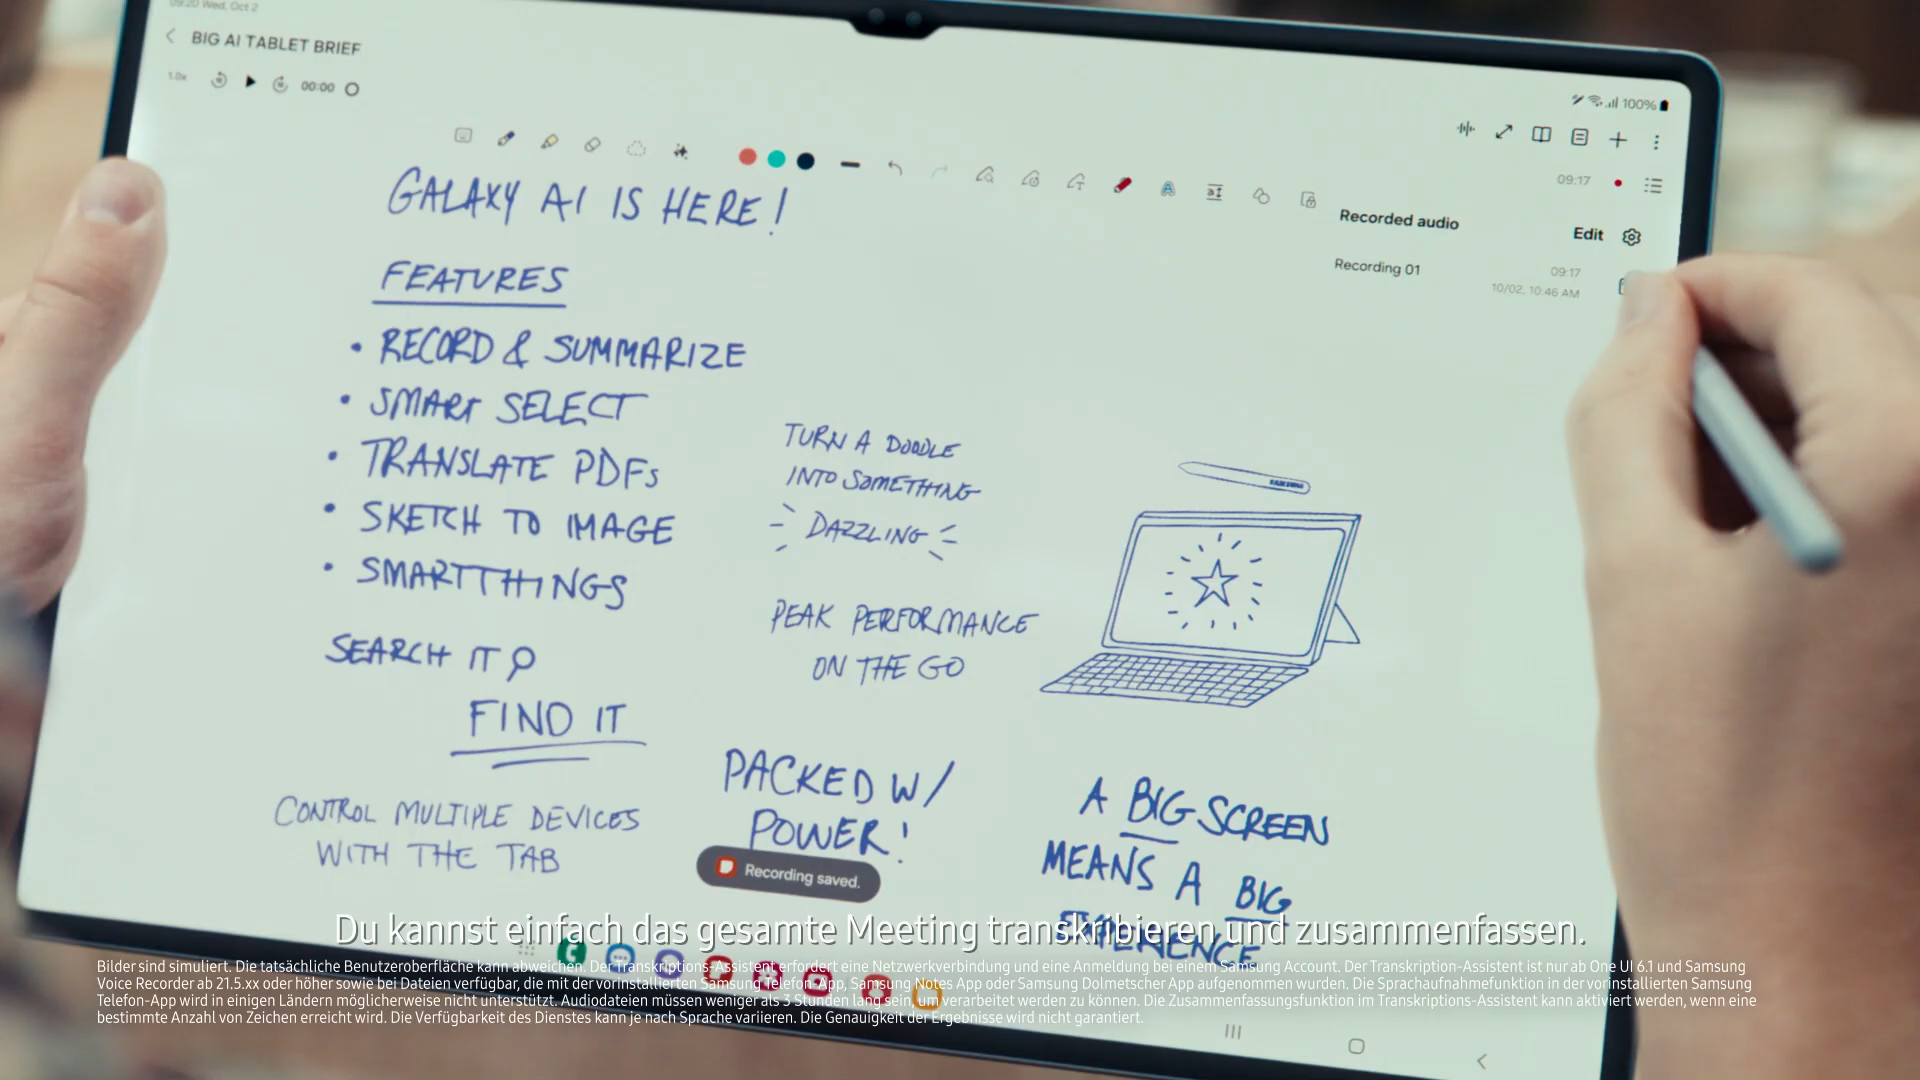 09:20 Wed, Oct 2
BIG AI TABLET BRIEF
100%
1.0x
00:00
09:17
Recorded audio
Edit
Recording 01
09:17
10/02, 10:46 AM
GALAXY AI IS HERE!
FEATURES
• RECORD & SUMMARIZE
• SMART SELECT
• TRANSLATE PDFs
• SKETCH TO IMAGE
• SMARTTHINGS
SEARCH IT
FIND IT
CONTROL MULTIPLE DEVICES
WITH THE TAB
TURN A DOODLE
INTO SOMETHING
DAZZLING
PEAK PERFORMANCE
ON THE GO
SAMSUNG
PACKED W/
POWER!
A BIG SCREEN
MEANS A BIG
EXPERIENCE
Recording saved.
Du kannst einfach das gesamte Meeting transkribieren und zusammenfassen.
Bilder sind simuliert. Die tatsächliche Benutzeroberfläche kann abweichen. Der Transkriptions-Assistent erfordert eine Netzwerkverbindung und eine Anmeldung bei einem Samsung Account. Der Transkription-Assistent ist nur ab One UI 6.1 und Samsung
Voice Recorder ab 21.5.xx oder höher sowie bei Dateien verfügbar, die mit der vorinstallierten Samsung Telefon-App, Samsung Notes App oder Samsung Dolmetscher App aufgenommen wurden. Die Sprachaufnahmefunktion in der vorinstallierten Samsung
Telefon-App wird in einigen Ländern möglicherweise nicht unterstützt. Audiodateien müssen weniger als 3 Stunden lang sein, um verarbeitet werden zu können. Die Zusammenfassungsfunktion im Transkriptions-Assistent kann aktiviert werden, wenn eine
bestimmte Anzahl von Zeichen erreicht wird. Die Verfügbarkeit des Dienstes kann je nach Sprache variieren. Die Genauigkeit der Ergebnisse wird nicht garantiert.